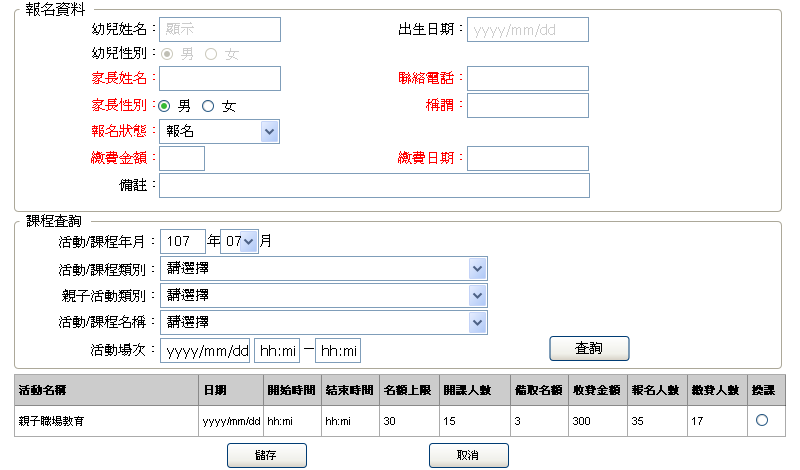 報名資料
幼兒姓名： 顯示 出生日期： yyyy/mm/dd
幼兒性別： 男 女
家長姓名： 聯絡電話：
家長性別： 男 女 稱謂：
報名狀態： 報名
繳費金額： 繳費日期：
備註：
課程查詢
活動/課程年月： 107 年 07 月
活動/課程類別： 請選擇
親子活動類別： 請選擇
活動/課程名稱： 請選擇
活動場次： yyyy/mm/dd hh:mi － hh:mi 查詢
活動名稱 日期 開始時間 結束時間 名額上限 開課人數 備取名額 收費金額 報名人數 繳費人數 換課
親子職場教育 yyyy/mm/dd hh:mi hh:mi 30 15 3 300 35 17
儲存 取消